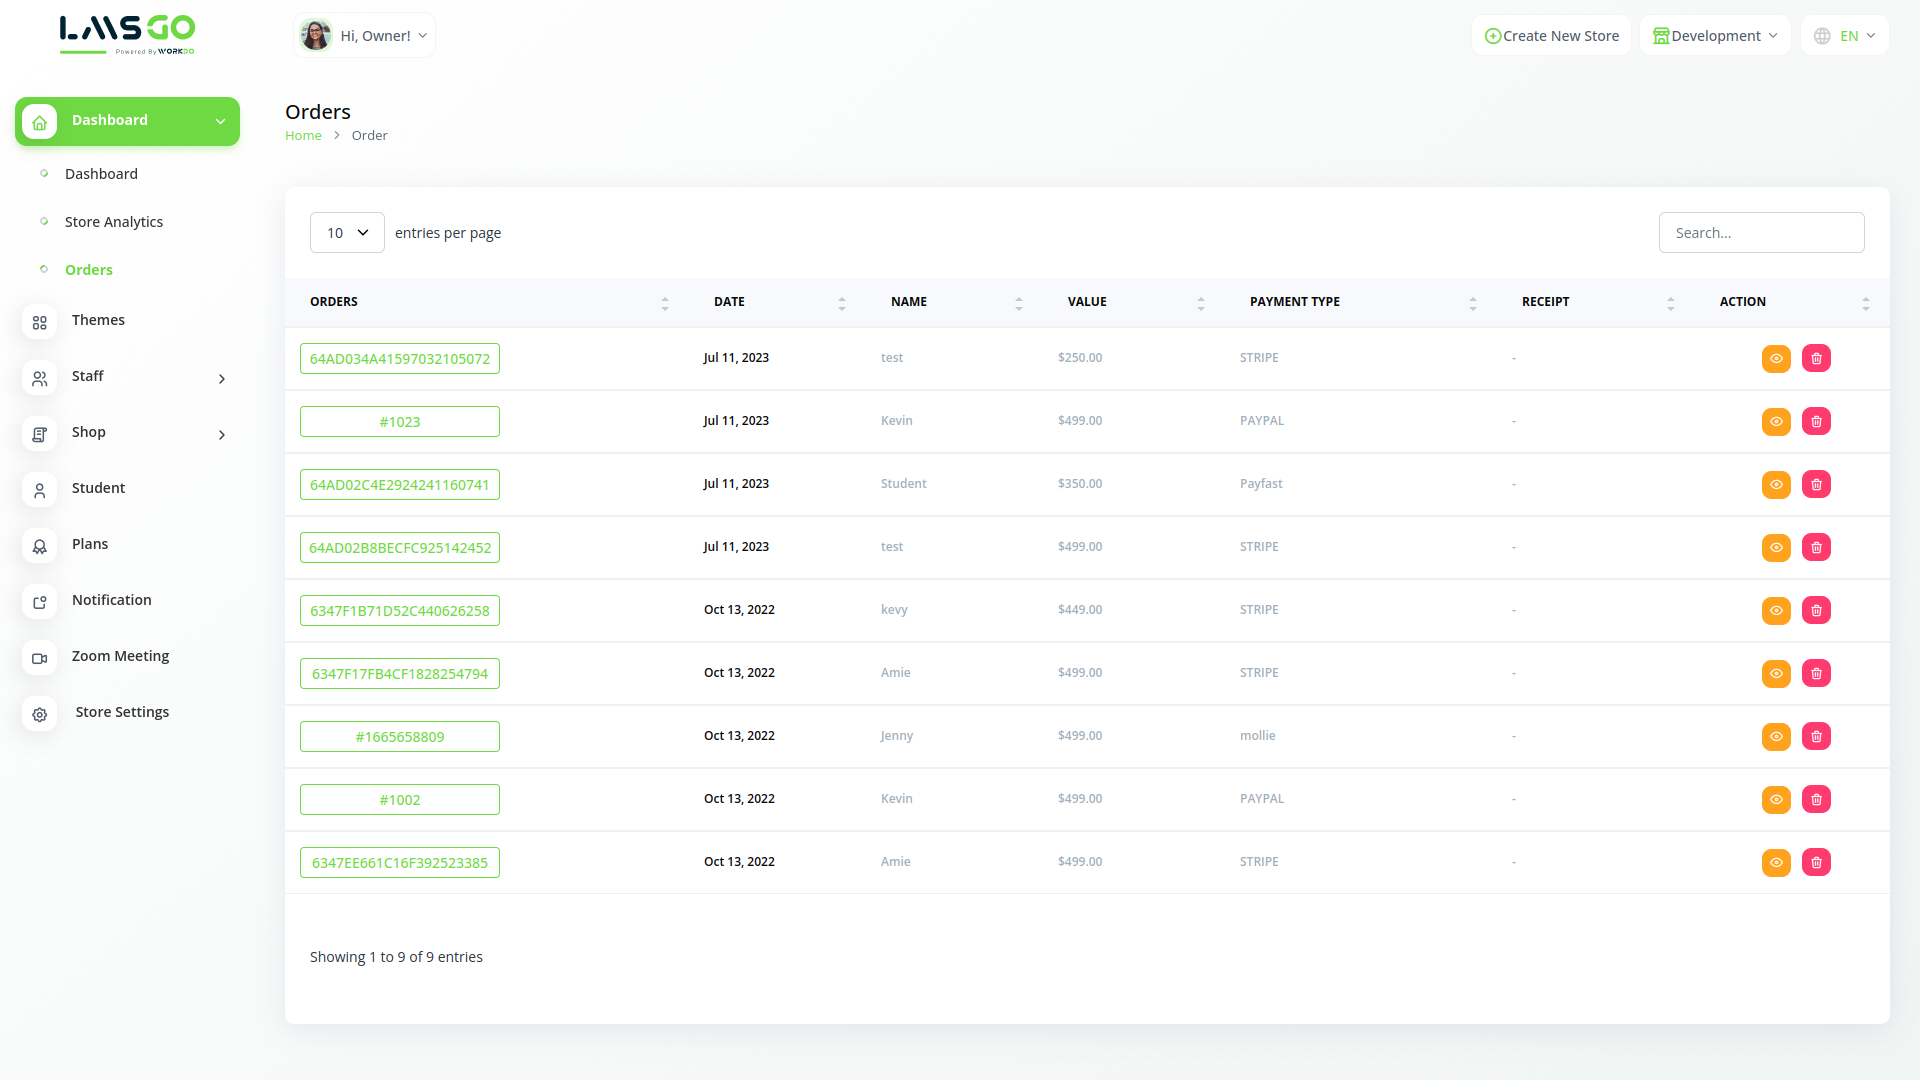 LMSGO
Powered By WORKDO
Hi, Owner!
Create New Store
Development
EN
Dashboard
Dashboard
Store Analytics
Orders
Themes
Staff
Shop
Student
Plans
Notification
Zoom Meeting
Store Settings
Orders
Home > Order
10 entries per page
Search...
ORDERS DATE NAME VALUE PAYMENT TYPE RECEIPT ACTION
64AD034A41597032105072 Jul 11, 2023 test $250.00 STRIPE -
#1023 Jul 11, 2023 Kevin $499.00 PAYPAL -
64AD02C4E2924241160741 Jul 11, 2023 Student $350.00 Payfast -
64AD02B8BECFC925142452 Jul 11, 2023 test $499.00 STRIPE -
6347F1B71D52C440626258 Oct 13, 2022 kevy $449.00 STRIPE -
6347F17FB4CF1828254794 Oct 13, 2022 Amie $499.00 STRIPE -
#1665658809 Oct 13, 2022 Jenny $499.00 mollie -
#1002 Oct 13, 2022 Kevin $499.00 PAYPAL -
6347EE661C16F392523385 Oct 13, 2022 Amie $499.00 STRIPE -
Showing 1 to 9 of 9 entries